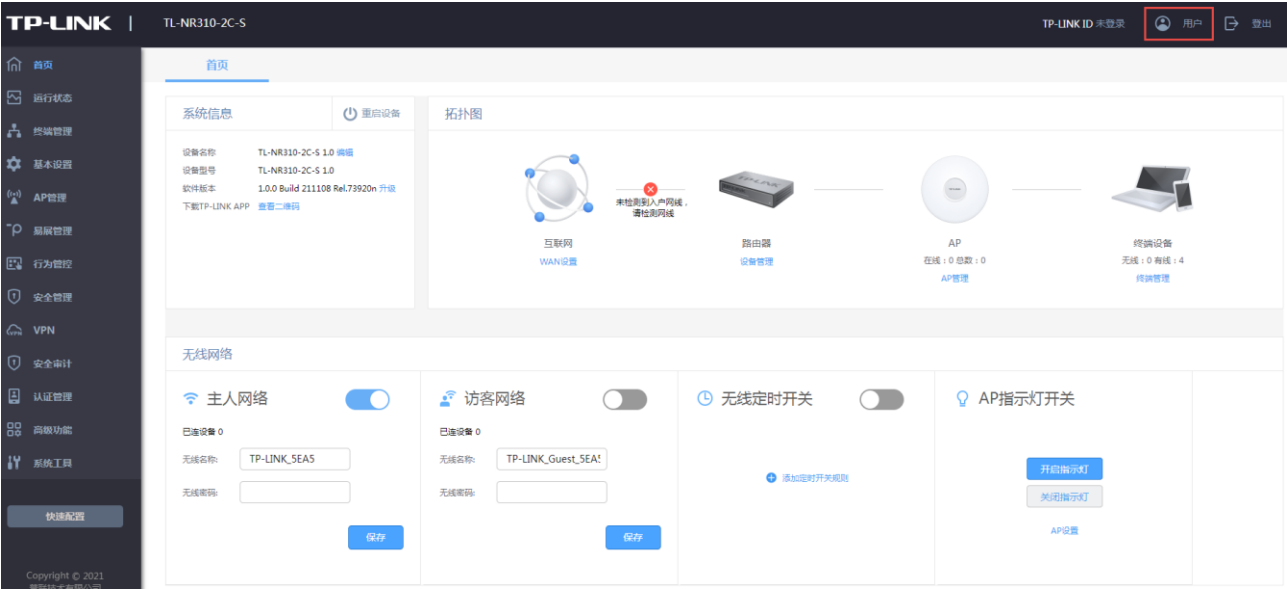 TP-LINK | TL-NR310-2C-S TP-LINK ID 未登录 用户 登出
首页
运行状态
终端管理
基本设置
AP管理
易展管理
行为管控
安全管理
VPN
安全审计
认证管理
高级功能
系统工具
快速配置
Copyright © 2021
普联技术有限公司
首页
系统信息 重启设备
设备名称 TL-NR310-2C-S 1.0 编辑
设备型号 TL-NR310-2C-S 1.0
软件版本 1.0.0 Build 211108 Rel.73920n 升级
下载TP-LINK APP 查看二维码
拓扑图
未检测到入户网线，
请检测网线
TP-LINK
互联网 路由器 AP 终端设备
WAN设置 设备管理 在线：0 总数：0 无线：0 有线：4
AP管理 终端管理
无线网络
主人网络
已连设备 0
无线名称: TP-LINK_5EA5
无线密码:
保存
访客网络
已连设备 0
无线名称: TP-LINK_Guest_5EA5
无线密码:
保存
无线定时开关
添加定时开关规则
AP指示灯开关
开启指示灯
关闭指示灯
AP设置